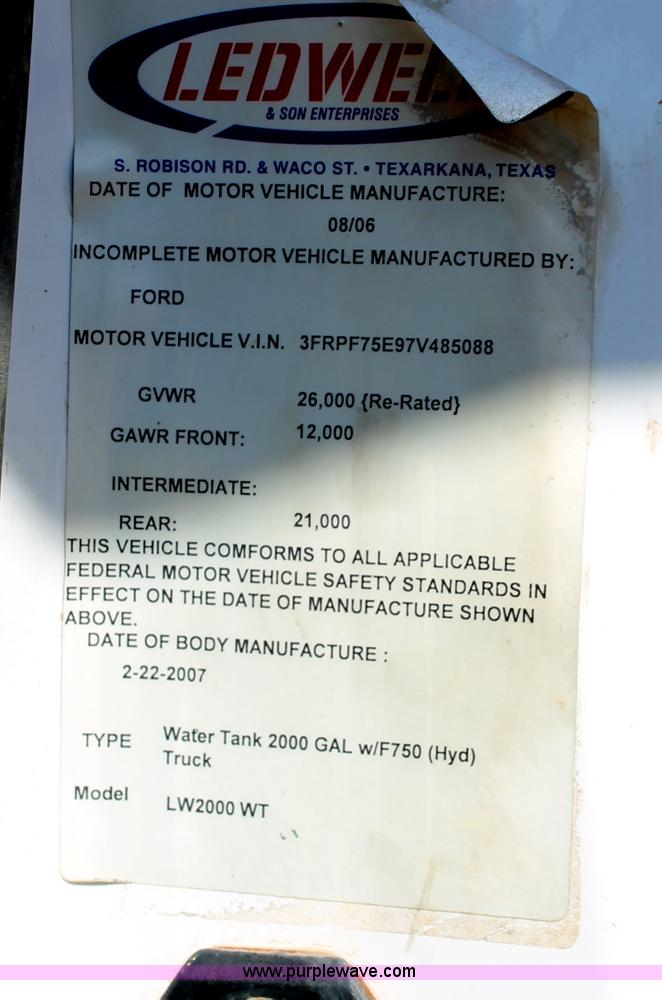 LEDWE
& SON ENTERPRISES
S. ROBISON RD. & WACO ST. • TEXARKANA, TEXAS
DATE OF MOTOR VEHICLE MANUFACTURE:
08/06
INCOMPLETE MOTOR VEHICLE MANUFACTURED BY:
FORD
MOTOR VEHICLE V.I.N. 3FRPF75E97V485088
GVWR 26,000 {Re-Rated}
GAWR FRONT: 12,000
INTERMEDIATE:
REAR: 21,000
THIS VEHICLE COMFORMS TO ALL APPLICABLE
FEDERAL MOTOR VEHICLE SAFETY STANDARDS IN
EFFECT ON THE DATE OF MANUFACTURE SHOWN
ABOVE.
DATE OF BODY MANUFACTURE :
2-22-2007
TYPE Water Tank 2000 GAL w/F750 (Hyd)
Truck
Model LW2000 WT
www.purplewave.com